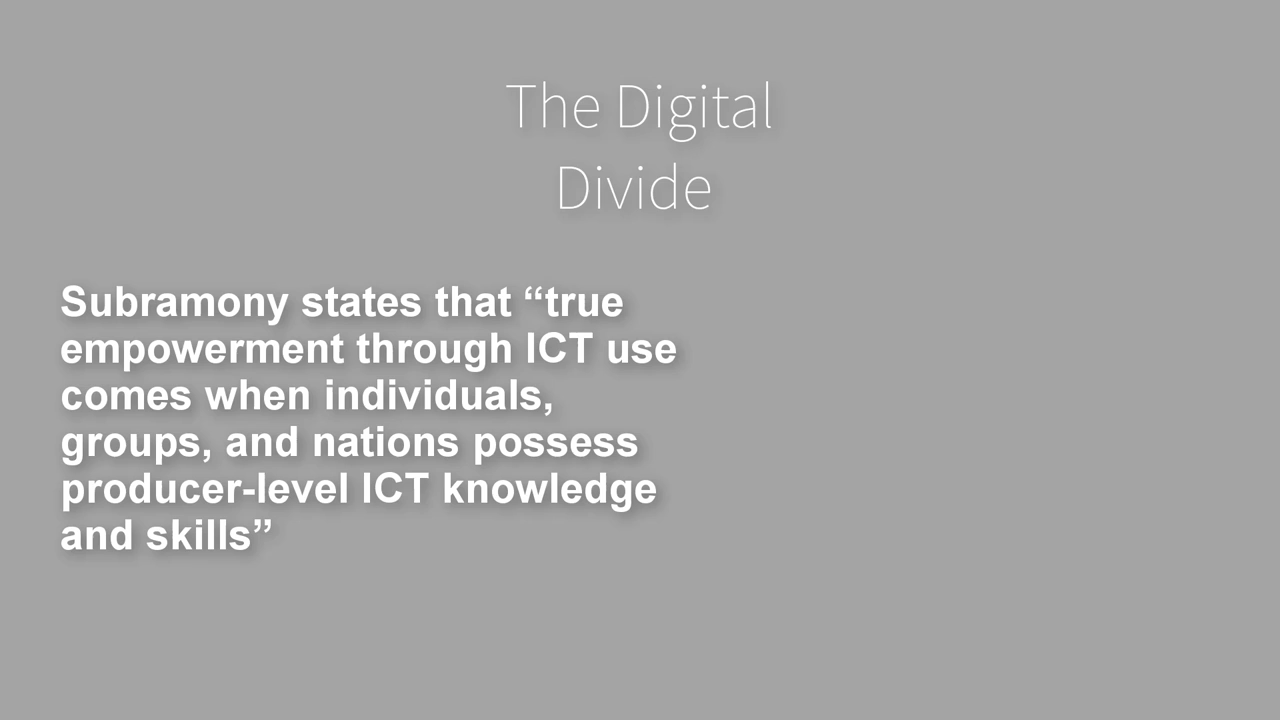 The Digital
Divide
Subramony states that “true
empowerment through ICT use
comes when individuals,
groups, and nations possess
producer-level ICT knowledge
and skills”